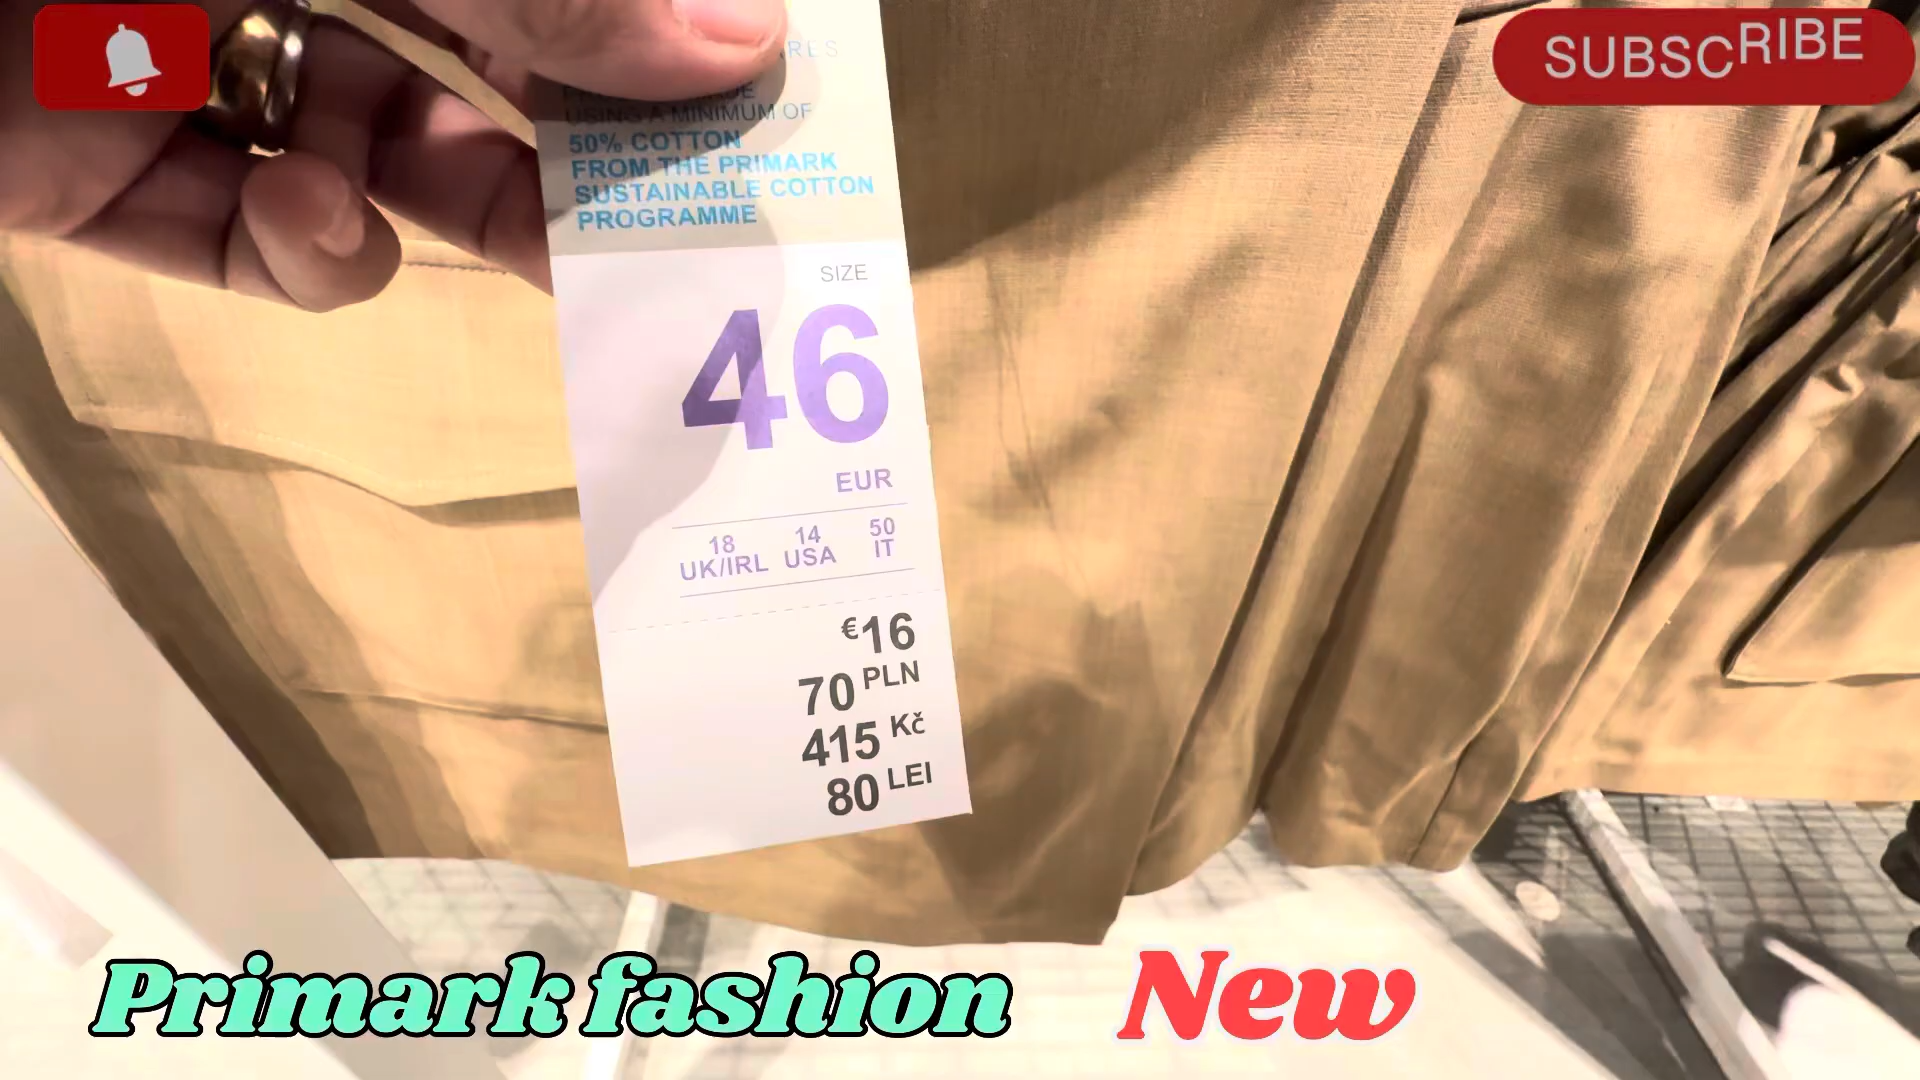 SUBSCRIBE
USING A MINIMUM OF
50% COTTON
FROM THE PRIMARK
SUSTAINABLE COTTON
PROGRAMME
SIZE
46
EUR
18 14 50
UK/IRL USA IT
€16
70 PLN
415 Kč
80 LEI
Primark fashion New